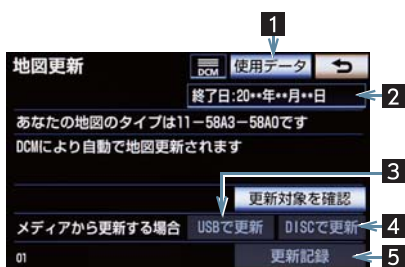 1
地図更新 DCM 使用データ
終了日:20••年••月••日 2
あなたの地図のタイプは11-58A3-58A0です
DCMにより自動で地図更新されます
3
更新対象を確認
メディアから更新する場合 USBで更新 DISCで更新 4
01 更新記録 5